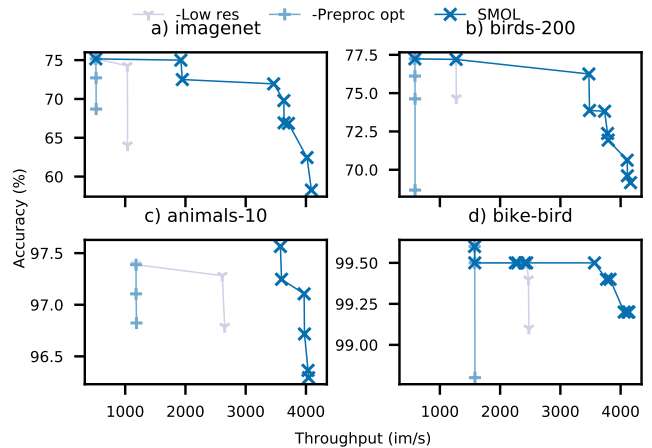 -Low res -Preproc opt SMOL
a) imagenet b) birds-200
75
70
65
60
77.5
75.0
72.5
70.0
Accuracy (%)
c) animals-10 d) bike-bird
97.5
97.0
96.5
99.50
99.25
99.00
1000 2000 3000 4000 1000 2000 3000 4000
Throughput (im/s)